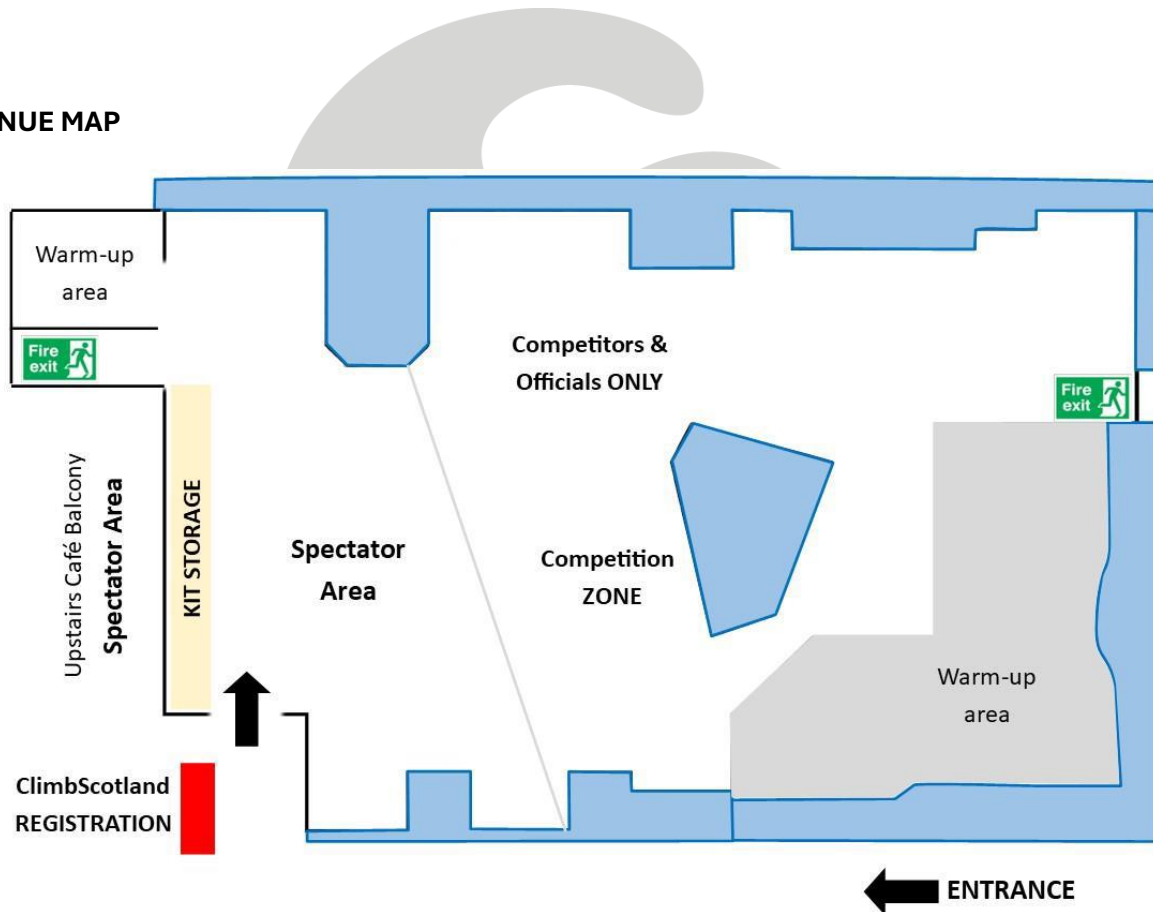 NUE MAP
Warm-up
area
Fire
exit
Competitors &
Officials ONLY
Fire
exit
Upstairs Café Balcony
Spectator Area
KIT STORAGE
Spectator
Area
Competition
ZONE
Warm-up
area
ClimbScotland
REGISTRATION
ENTRANCE